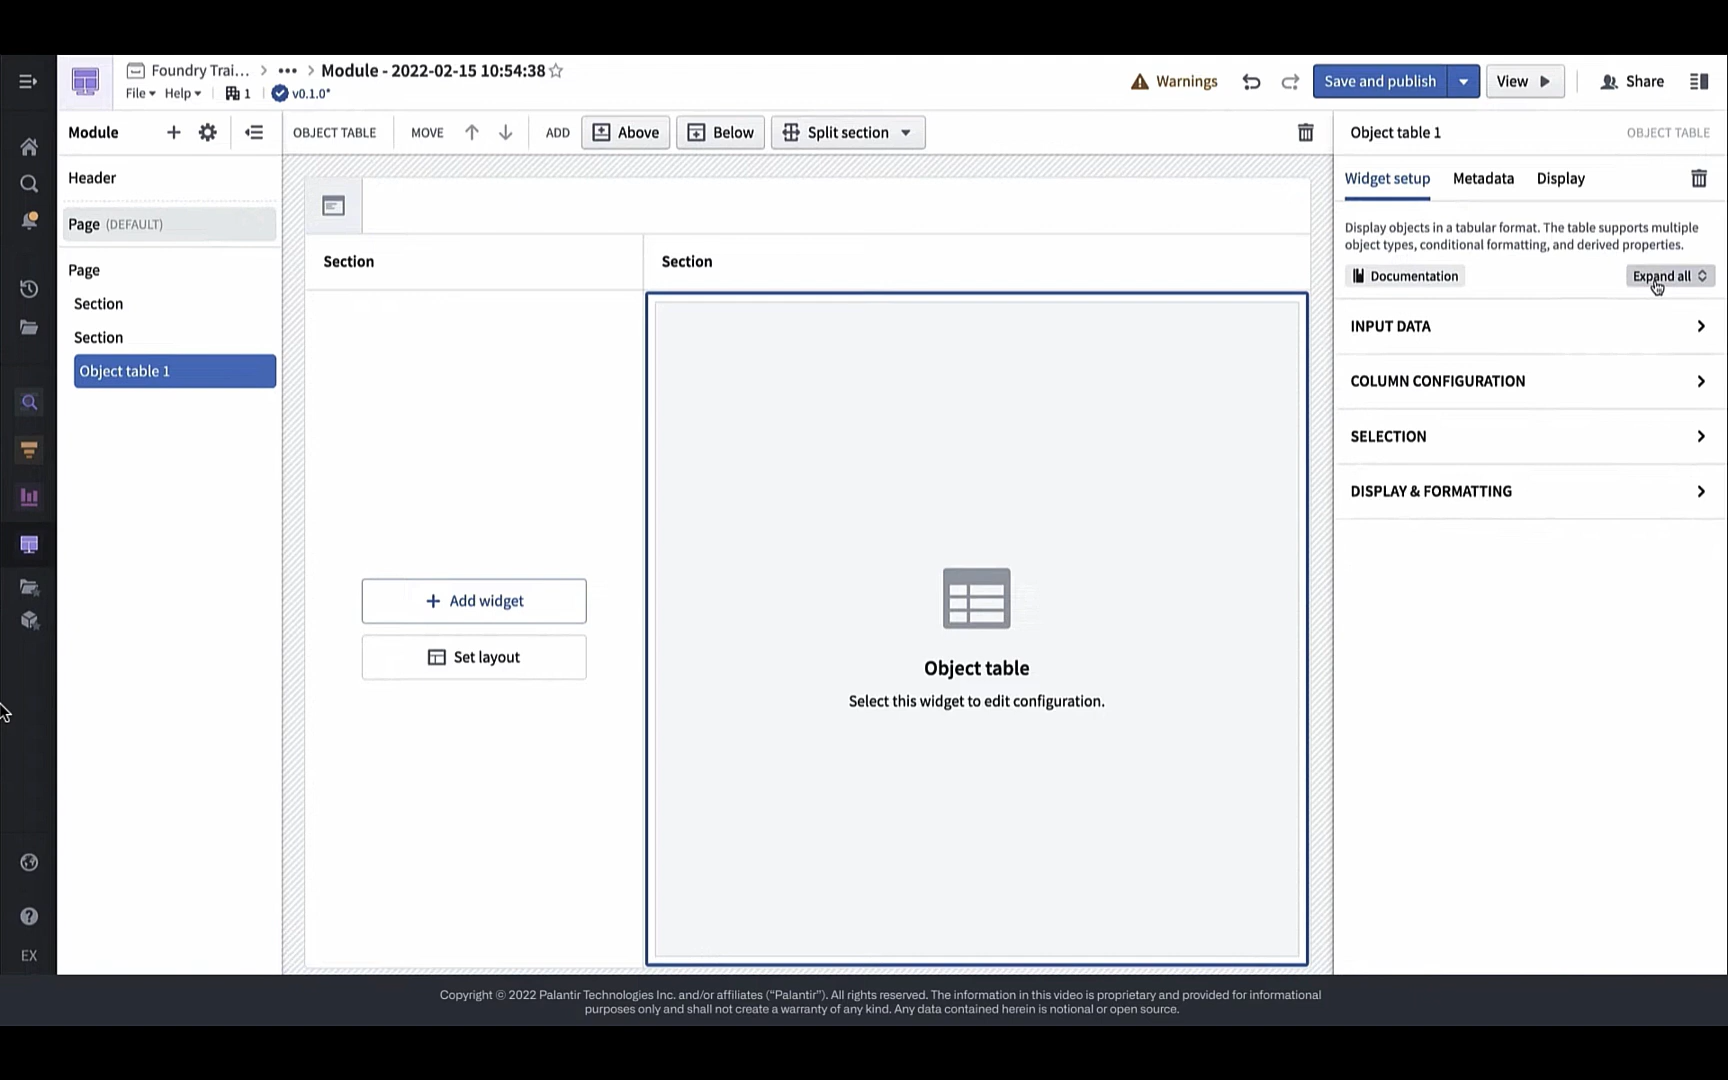 Foundry Trai… > ••• > Module - 2022-02-15 10:54:38
File Help 1 v0.1.0*
Warnings
Save and publish
View
Share
Module
OBJECT TABLE
MOVE
ADD
Above
Below
Split section
Object table 1
OBJECT TABLE
Header
Page (DEFAULT)
Page
Section
Section
Object table 1
Section
Section
Add widget
Set layout
Object table
Select this widget to edit configuration.
Widget setup
Metadata
Display
Display objects in a tabular format. The table supports multiple
object types, conditional formatting, and derived properties.
Documentation
Expand all
INPUT DATA
COLUMN CONFIGURATION
SELECTION
DISPLAY & FORMATTING
EX
Copyright © 2022 Palantir Technologies Inc. and/or affiliates (“Palantir”). All rights reserved. The information in this video is proprietary and provided for informational
purposes only and shall not create a warranty of any kind. Any data contained herein is notional or open source.